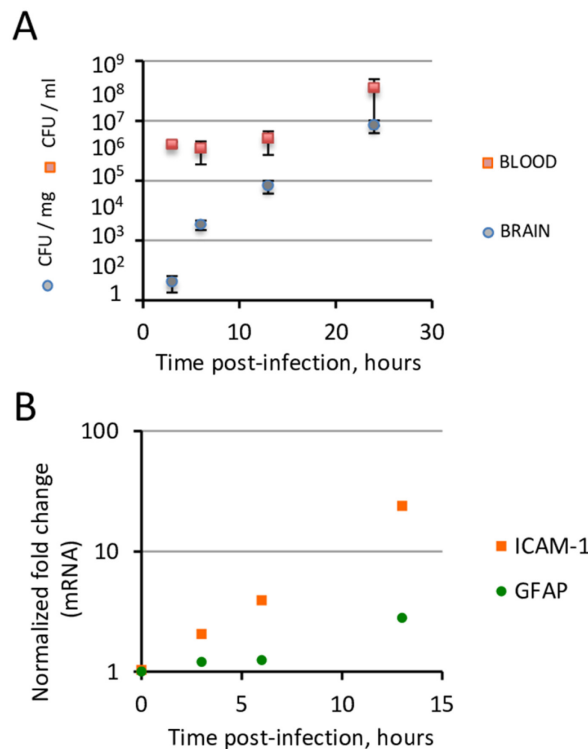 A
CFU / mg CFU / ml
10⁹
10⁸
10⁷
10⁶
10⁵
10⁴
10³
10²
1
0 10 20 30
Time post-infection, hours
BLOOD
BRAIN
B
Normalized fold change
(mRNA)
100
10
1
0 5 10 15
Time post-infection, hours
ICAM-1
GFAP